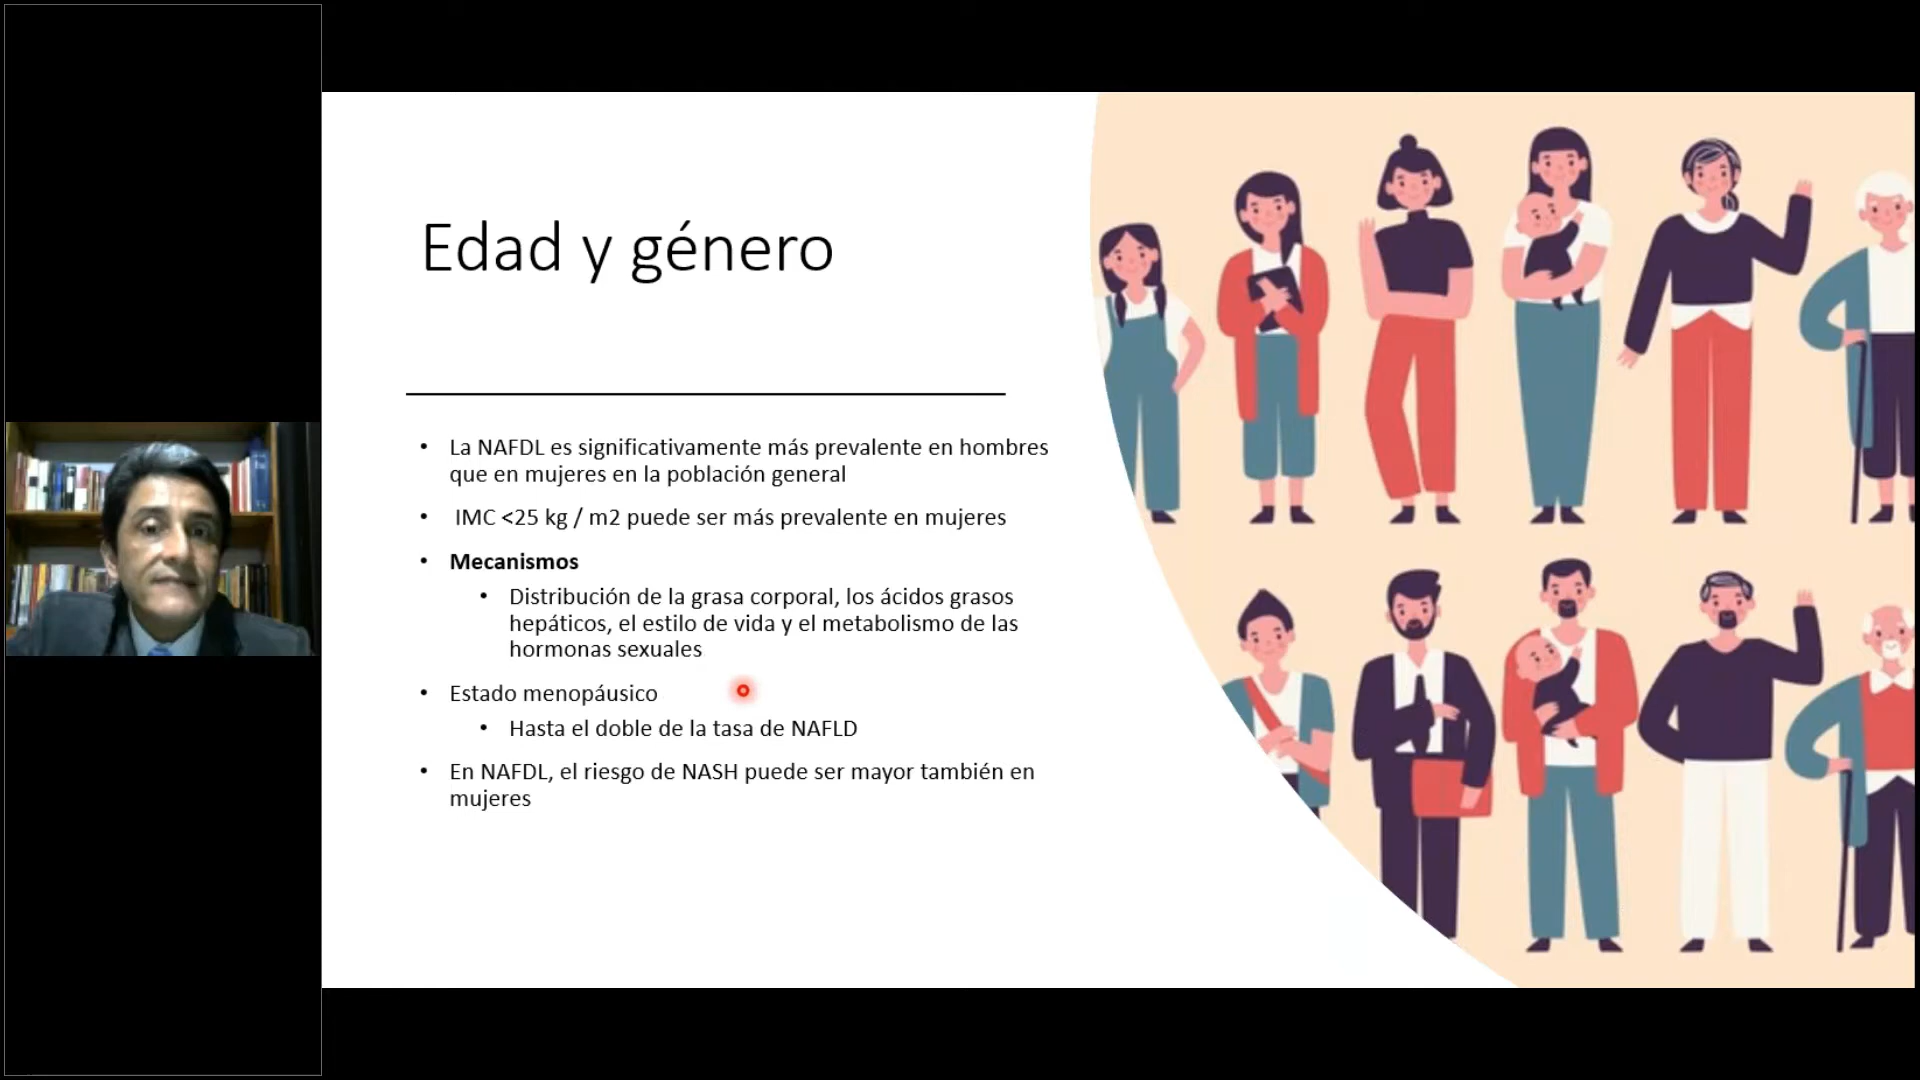 Edad y género
• La NAFDL es significativamente más prevalente en hombres
que en mujeres en la población general
• IMC <25 kg / m2 puede ser más prevalente en mujeres
• Mecanismos
• Distribución de la grasa corporal, los ácidos grasos
hepáticos, el estilo de vida y el metabolismo de las
hormonas sexuales
• Estado menopáusico
• Hasta el doble de la tasa de NAFLD
• En NAFDL, el riesgo de NASH puede ser mayor también en
mujeres